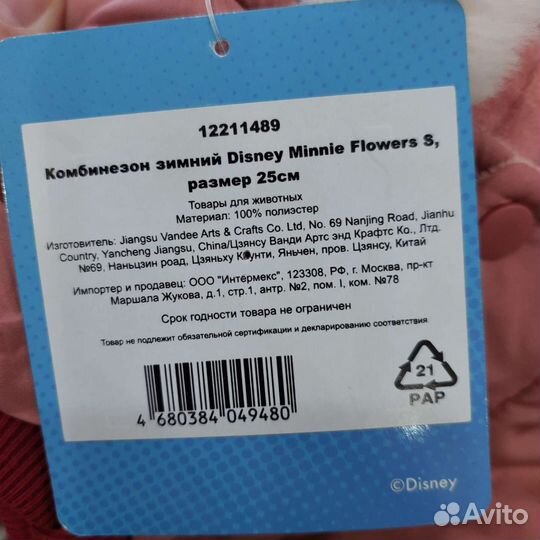 12211489
Комбинезон зимний Disney Minnie Flowers S,
размер 25см
Товары для животных
Материал: 100% полиэстер
Изготовитель: Jiangsu Vandee Arts & Crafts Co. Ltd, No. 69 Nanjing Road, Jianhu
Country, Yancheng Jiangsu, China/Цзянсу Ванди Артс энд Крафтс Ко., Лтд.
№69, Наньцзин роад, Цзяньху Каунти, Яньчен, пров. Цзянсу, Китай
Импортер и продавец: ООО "Интермекс", 123308, РФ, г. Москва, пр-кт
Маршала Жукова, д.1, стр.1, антр. №2, пом. I, ком. №78
Срок годности товара не ограничен
Товар не подлежит обязательной сертификации и декларированию соответствия.
4 680384 049480
21
PAP
©Disney
Avito